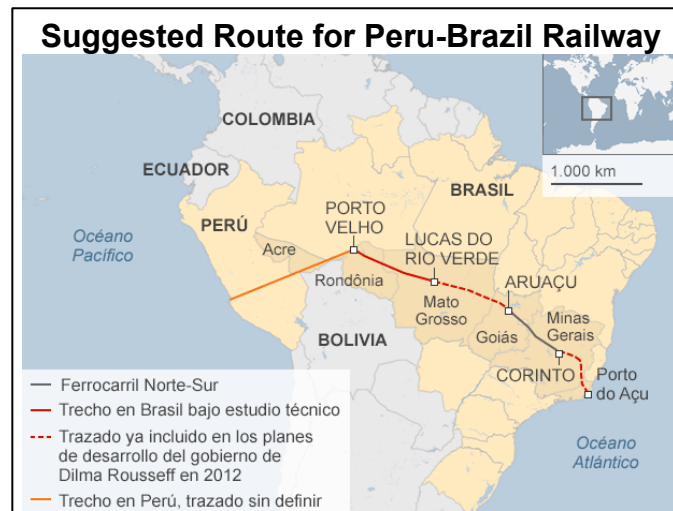 Suggested Route for Peru-Brazil Railway
COLOMBIA
ECUADOR
1.000 km
BRASIL
PERÚ
PORTO
VELHO
Océano
Pacífico
LUCAS DO
RIO VERDE
Acre
ARUAÇU
Rondônia
Mato
Grosso
Minas
Gerais
Goiás
BOLIVIA
CORINTO
Porto
do Açu
Océano
Atlántico
Ferrocarril Norte-Sur
Trecho en Brasil bajo estudio técnico
Trazado ya incluido en los planes
de desarrollo del gobierno de
Dilma Rousseff en 2012
Trecho en Perú, trazado sin definir